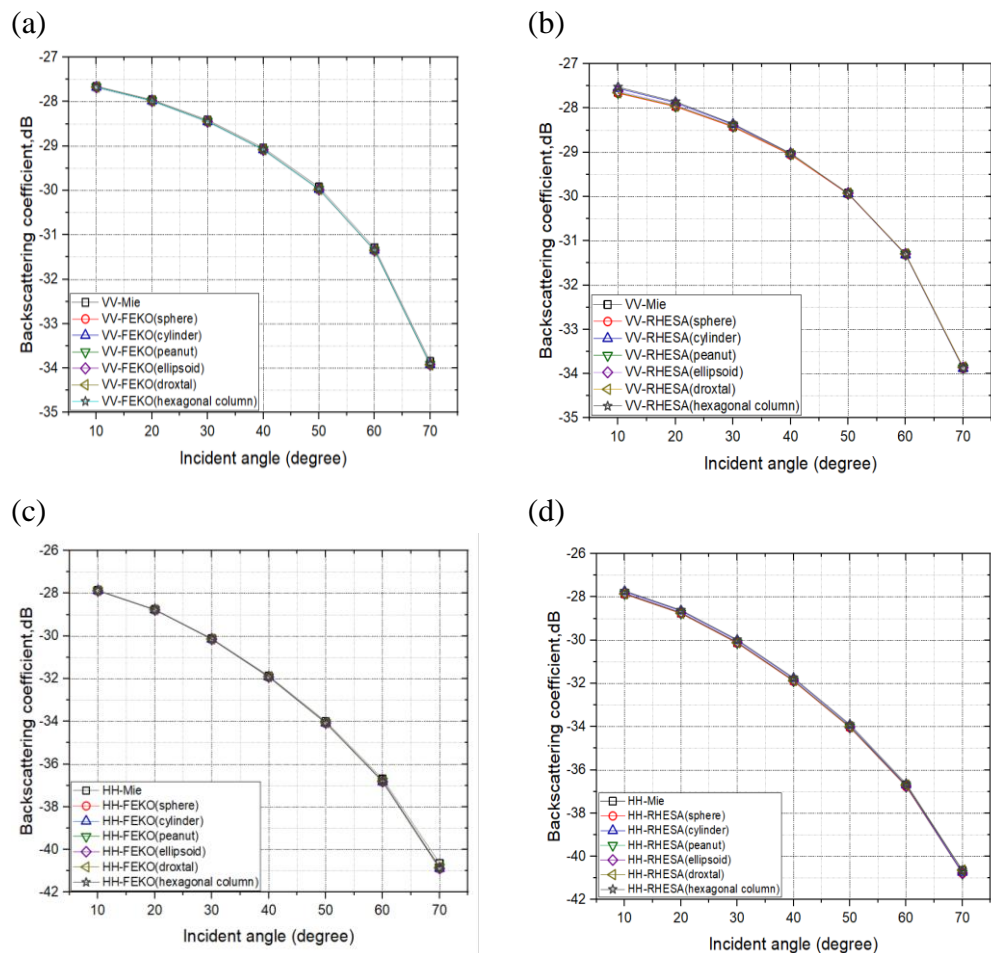 (a)
-27
-28
-29
-30
-31
-32
-33
-34
-35
Backscattering coefficient,dB
VV-Mie
VV-FEKO(sphere)
VV-FEKO(cylinder)
VV-FEKO(peanut)
VV-FEKO(ellipsoid)
VV-FEKO(droxtal)
VV-FEKO(hexagonal column)
10 20 30 40 50 60 70
Incident angle (degree)
(b)
-27
-28
-29
-30
-31
-32
-33
-34
-35
Backscattering coefficient,dB
VV-Mie
VV-RHESA(sphere)
VV-RHESA(cylinder)
VV-RHESA(peanut)
VV-RHESA(ellipsoid)
VV-RHESA(droxtal)
VV-RHESA(hexagonal column)
10 20 30 40 50 60 70
Incident angle (degree)
(c)
-26
-28
-30
-32
-34
-36
-38
-40
-42
Backscattering coefficient,dB
HH-Mie
HH-FEKO(sphere)
HH-FEKO(cylinder)
HH-FEKO(peanut)
HH-FEKO(ellipsoid)
HH-FEKO(droxtal)
HH-FEKO(hexagonal column)
10 20 30 40 50 60 70
Incident angle (degree)
(d)
-26
-28
-30
-32
-34
-36
-38
-40
-42
Backscattering coefficient,dB
HH-Mie
HH-RHESA(sphere)
HH-RHESA(cylinder)
HH-RHESA(peanut)
HH-RHESA(ellipsoid)
HH-RHESA(droxtal)
HH-RHESA(hexagonal column)
10 20 30 40 50 60 70
Incident angle (degree)